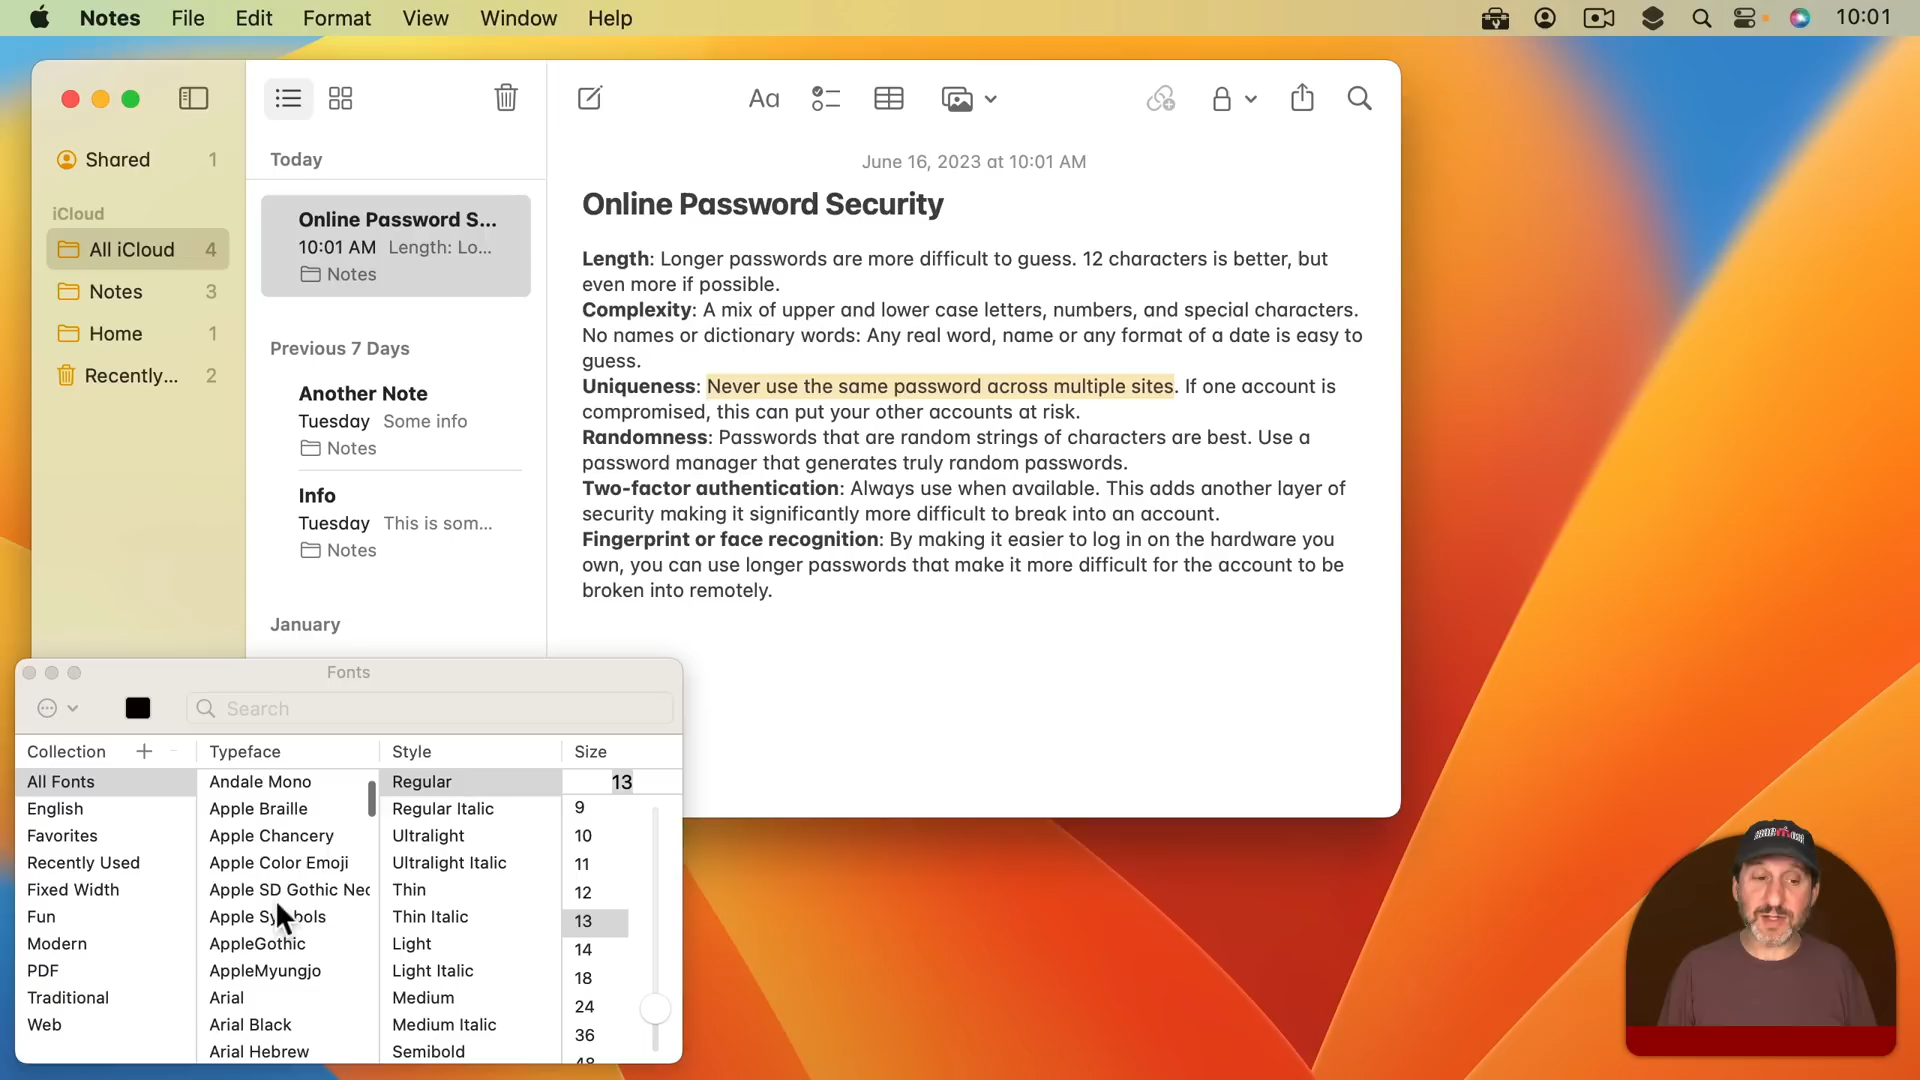 Notes File Edit Format View Window Help 10:01
Shared 1
iCloud
All iCloud 4
Notes 3
Home 1
Recently... 2
Today
Online Password S...
10:01 AM Length: Lo...
Notes
Previous 7 Days
Another Note
Tuesday Some info
Notes
Info
Tuesday This is som...
Notes
January
Aa
June 16, 2023 at 10:01 AM
Online Password Security
Length: Longer passwords are more difficult to guess. 12 characters is better, but
even more if possible.
Complexity: A mix of upper and lower case letters, numbers, and special characters.
No names or dictionary words: Any real word, name or any format of a date is easy to
guess.
Uniqueness: Never use the same password across multiple sites. If one account is
compromised, this can put your other accounts at risk.
Randomness: Passwords that are random strings of characters are best. Use a
password manager that generates truly random passwords.
Two-factor authentication: Always use when available. This adds another layer of
security making it significantly more difficult to break into an account.
Fingerprint or face recognition: By making it easier to log in on the hardware you
own, you can use longer passwords that make it more difficult for the account to be
broken into remotely.
Fonts
Search
Collection
All Fonts
English
Favorites
Recently Used
Fixed Width
Fun
Modern
PDF
Traditional
Web
Typeface
Andale Mono
Apple Braille
Apple Chancery
Apple Color Emoji
Apple SD Gothic Nec
Apple Symbols
AppleGothic
AppleMyungjo
Arial
Arial Black
Arial Hebrew
Style
Regular
Regular Italic
Ultralight
Ultralight Italic
Thin
Thin Italic
Light
Light Italic
Medium
Medium Italic
Semibold
Size
13
9
10
11
12
13
14
18
24
36
48